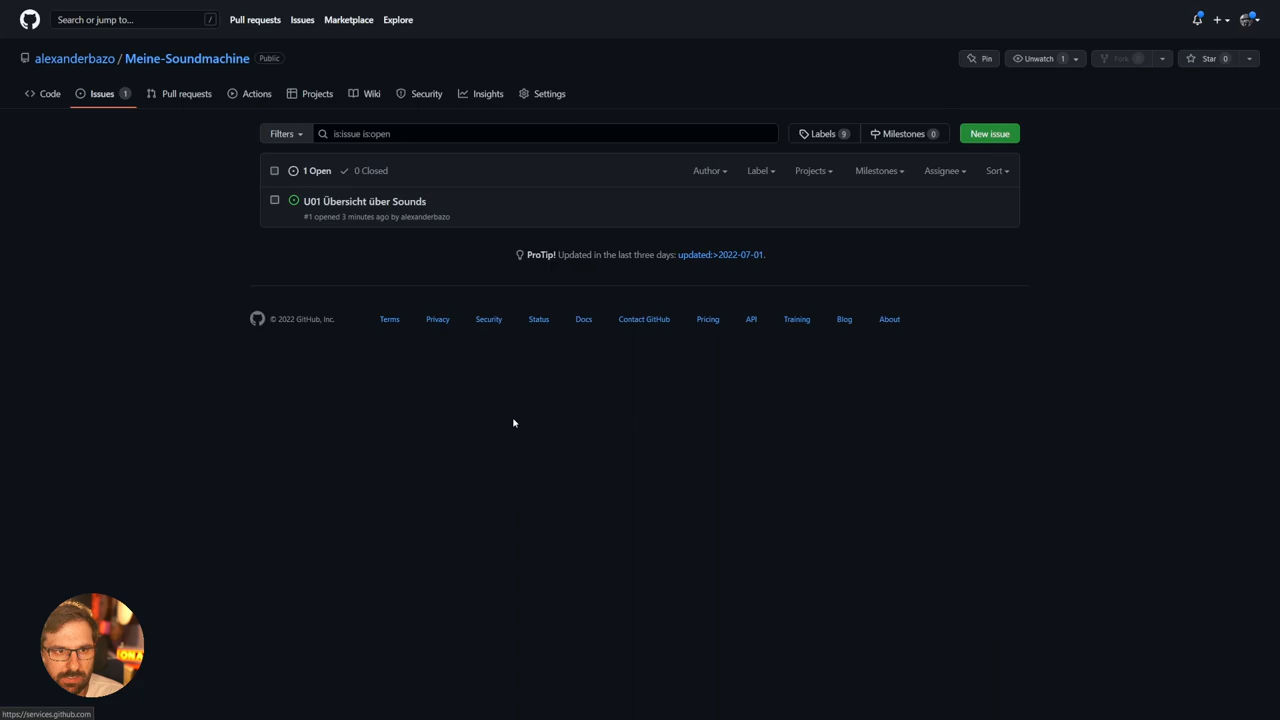 Search or jump to... /
Pull requests Issues Marketplace Explore
alexanderbazo / Meine-Soundmachine Public
Pin Unwatch 1 Fork 0 Star 0
Code Issues 1 Pull requests Actions Projects Wiki Security Insights Settings
Filters is:issue is:open Labels 9 Milestones 0 New issue
1 Open 0 Closed Author Label Projects Milestones Assignee Sort
U01 Übersicht über Sounds
#1 opened 3 minutes ago by alexanderbazo
ProTip! Updated in the last three days: updated:>2022-07-01.
© 2022 GitHub, Inc. Terms Privacy Security Status Docs Contact GitHub Pricing API Training Blog About
https://services.github.com